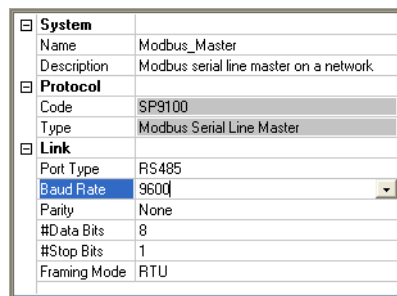 System
Name Modbus_Master
Description Modbus serial line master on a network
Protocol
Code SP9100
Type Modbus Serial Line Master
Link
Port Type RS485
Baud Rate 9600
Parity None
#Data Bits 8
#Stop Bits 1
Framing Mode RTU